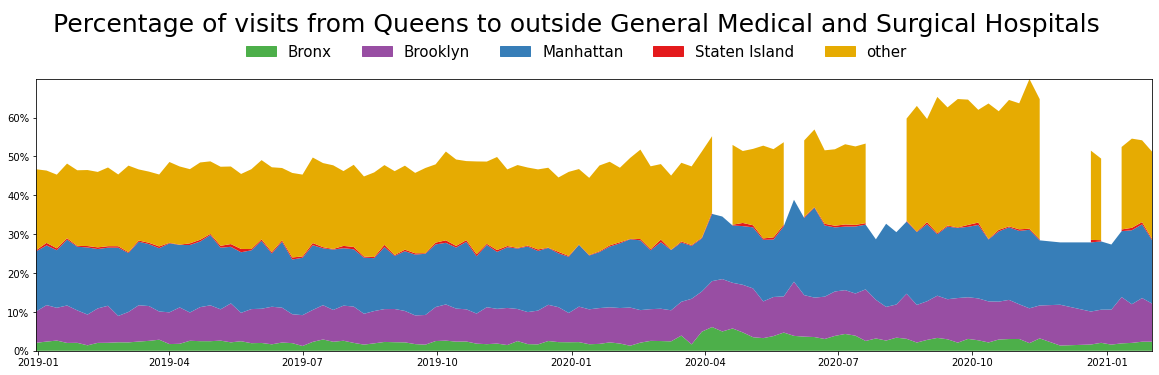 Percentage of visits from Queens to outside General Medical and Surgical Hospitals
Bronx Brooklyn Manhattan Staten Island other
60%
50%
40%
30%
20%
10%
0%
2019-01 2019-04 2019-07 2019-10 2020-01 2020-04 2020-07 2020-10 2021-01